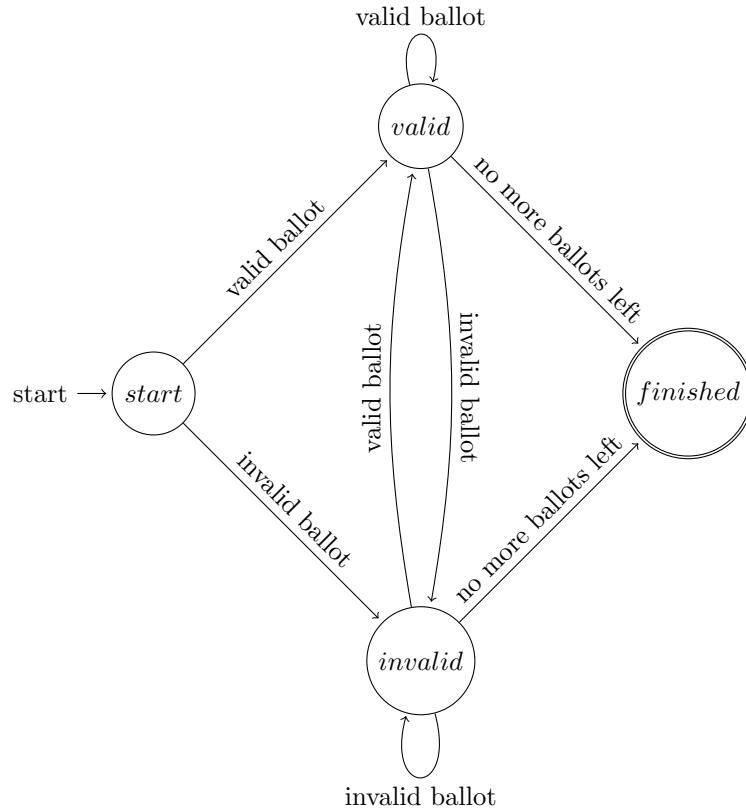 valid ballot
valid
no more ballots left
valid ballot
valid ballot
invalid ballot
start
start
finished
invalid ballot
no more ballots left
invalid
invalid ballot